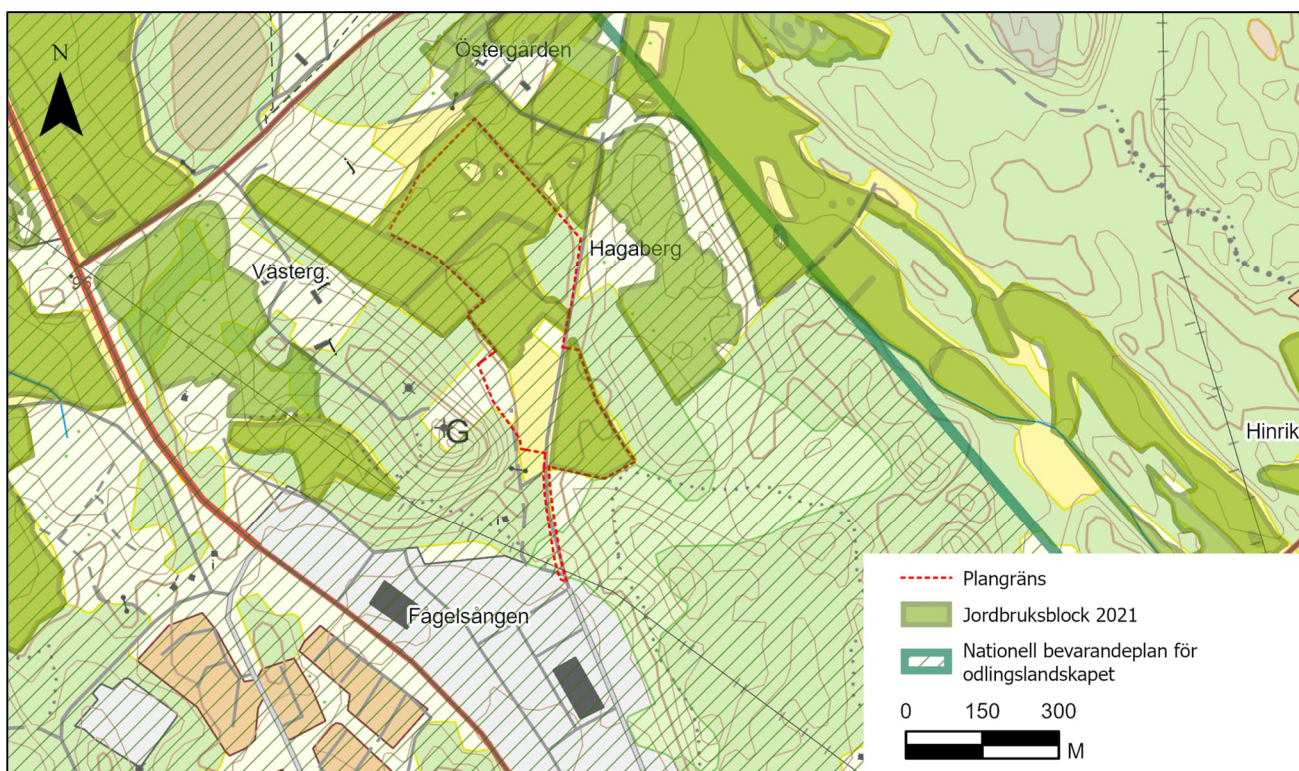 N
Östergården
Hagaberg
Västerg.
96
G
Hinrik
Fågelsången
Plangräns
Jordbruksblock 2021
Nationell bevarandeplan för
odlingslandskapet
0 150 300
M